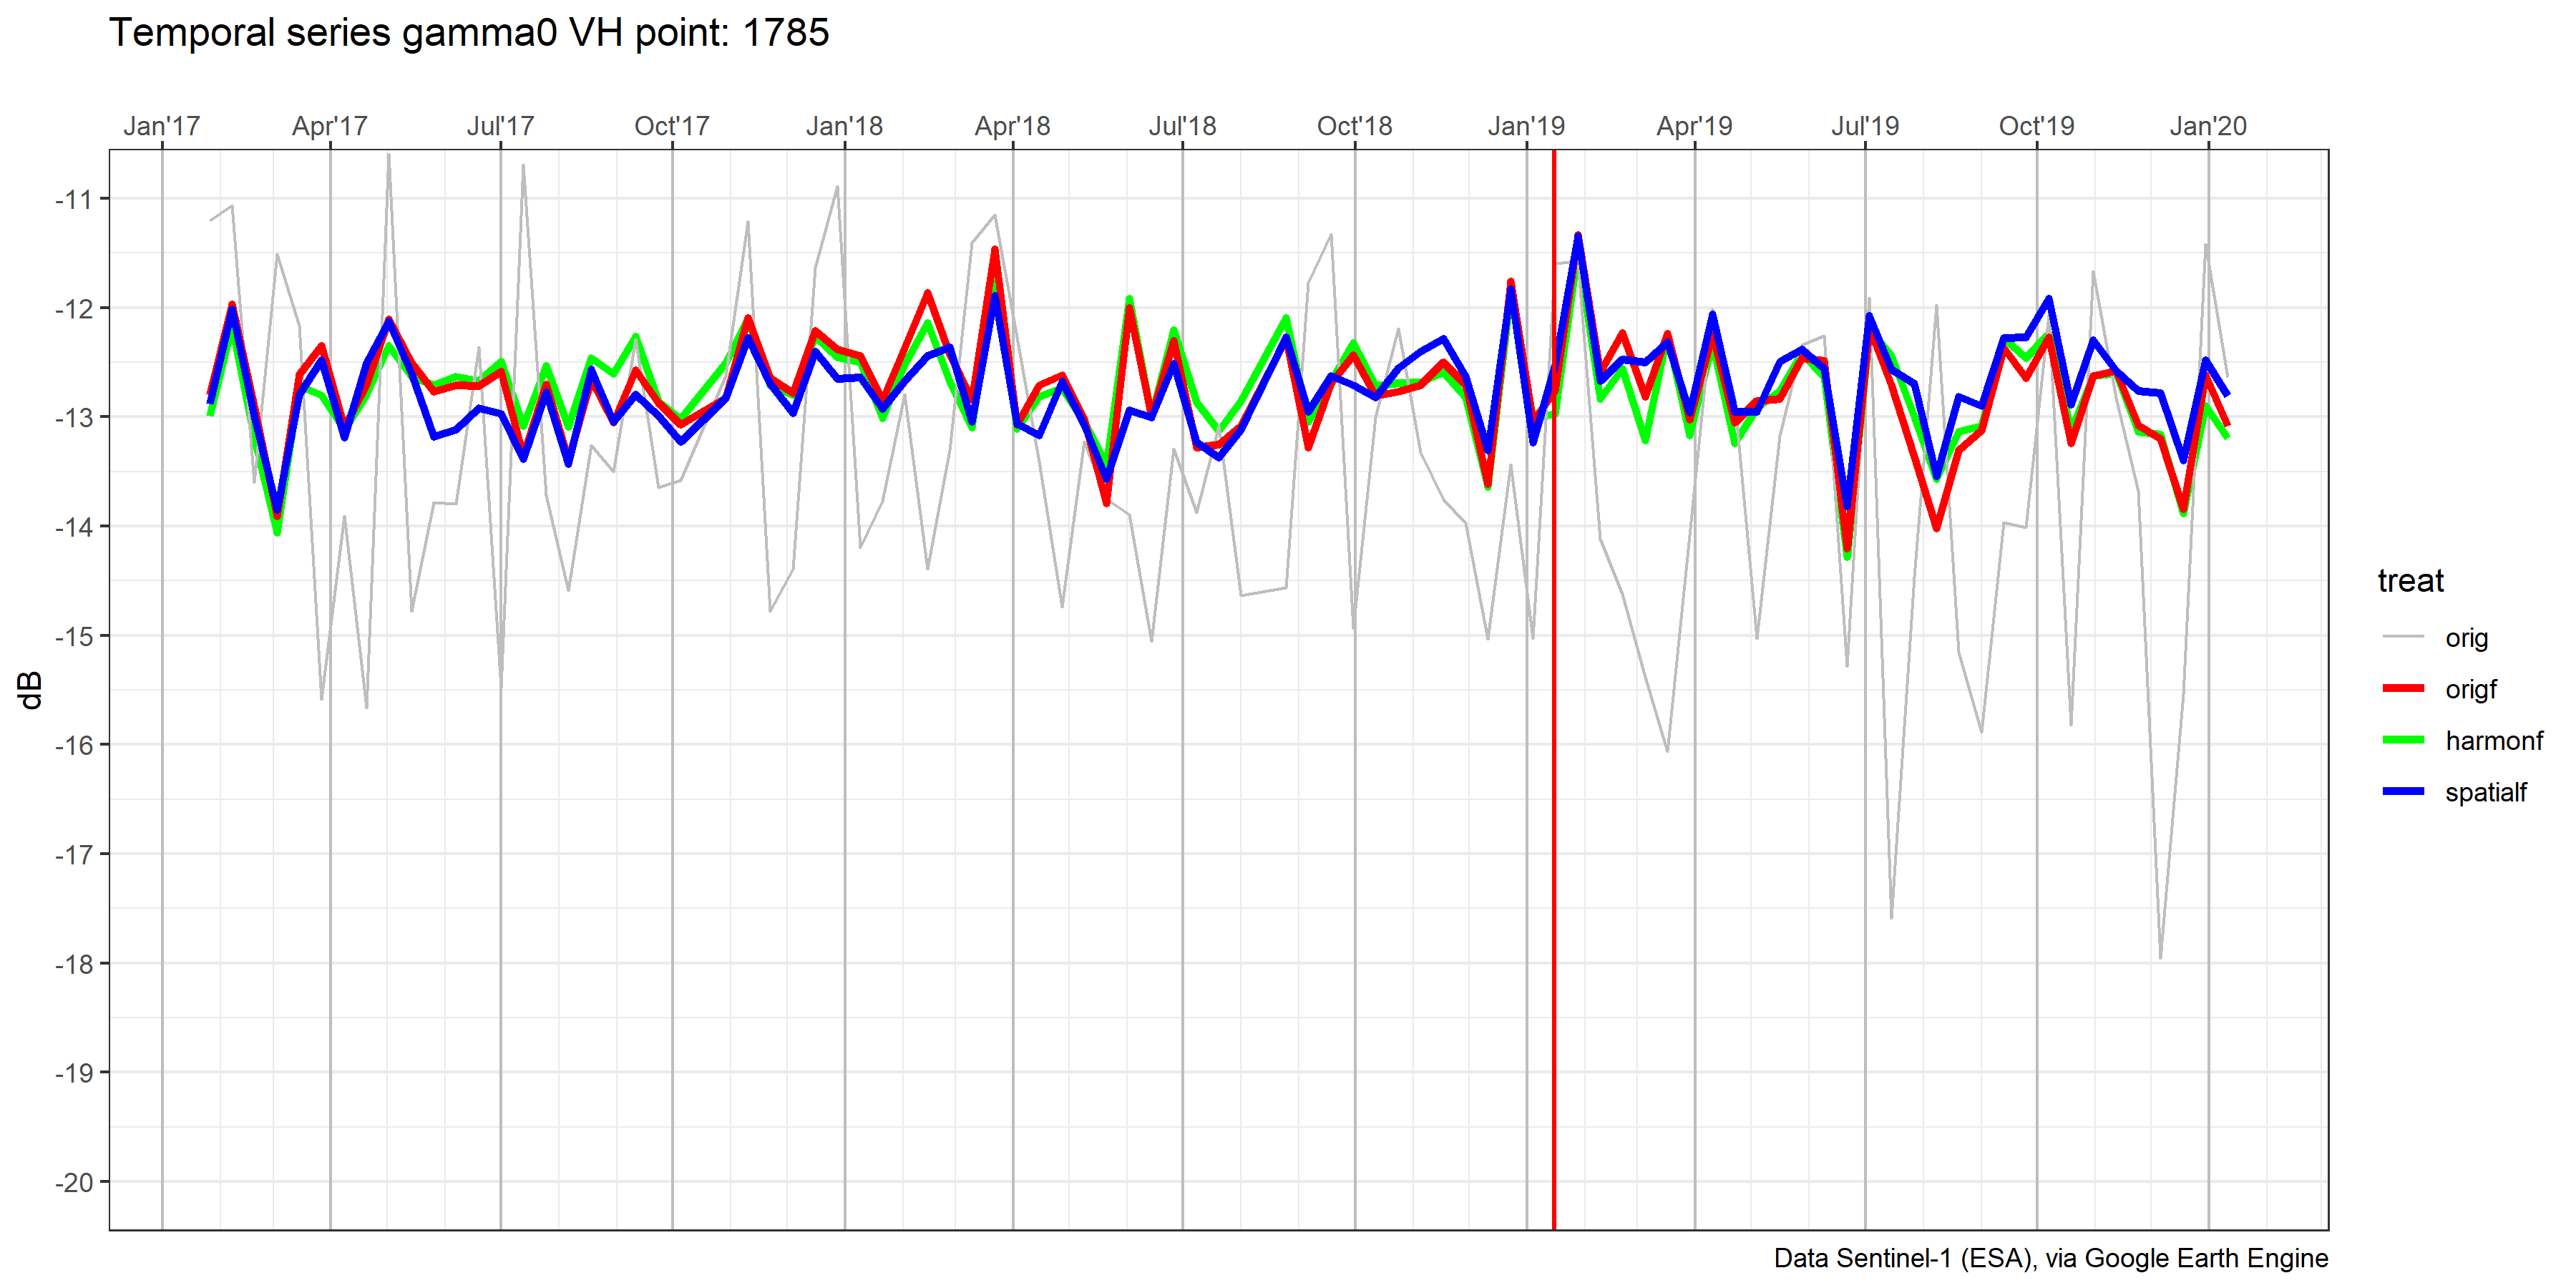 Temporal series gamma0 VH point: 1785
Jan'17 Apr'17 Jul'17 Oct'17 Jan'18 Apr'18 Jul'18 Oct'18 Jan'19 Apr'19 Jul'19 Oct'19 Jan'20
-11
-12
-13
-14
-15
-16
-17
-18
-19
-20
dB
treat
orig
origf
harmonf
spatialf
Data Sentinel-1 (ESA), via Google Earth Engine